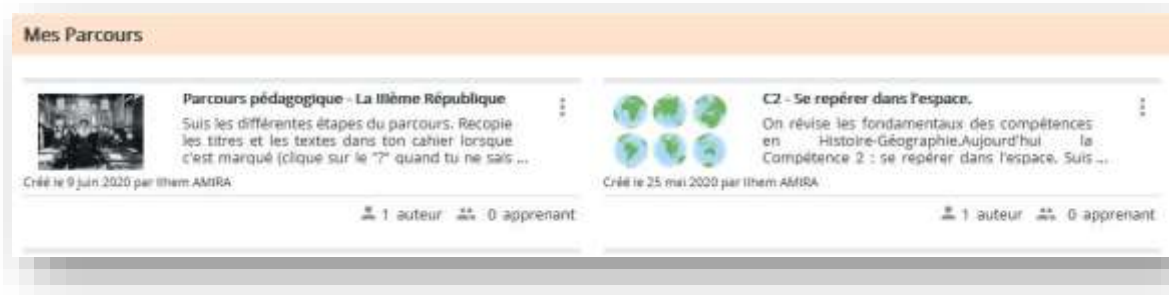 Mes Parcours
Parcours pédagogique - La IIIème République
Suis les différentes étapes du parcours. Recopie
les titres et les textes dans ton cahier lorsque
c'est marqué (clique sur le "?" quand tu ne sais ...
Créé le 9 juin 2020 par Ilhem AMIRA
1 auteur 0 apprenant
C2 - Se repérer dans l'espace.
On révise les fondamentaux des compétences
en Histoire-Géographie.Aujourd'hui la
Compétence 2 : se repérer dans l'espace. Suis ...
Créé le 25 mai 2020 par Ilhem AMIRA
1 auteur 0 apprenant